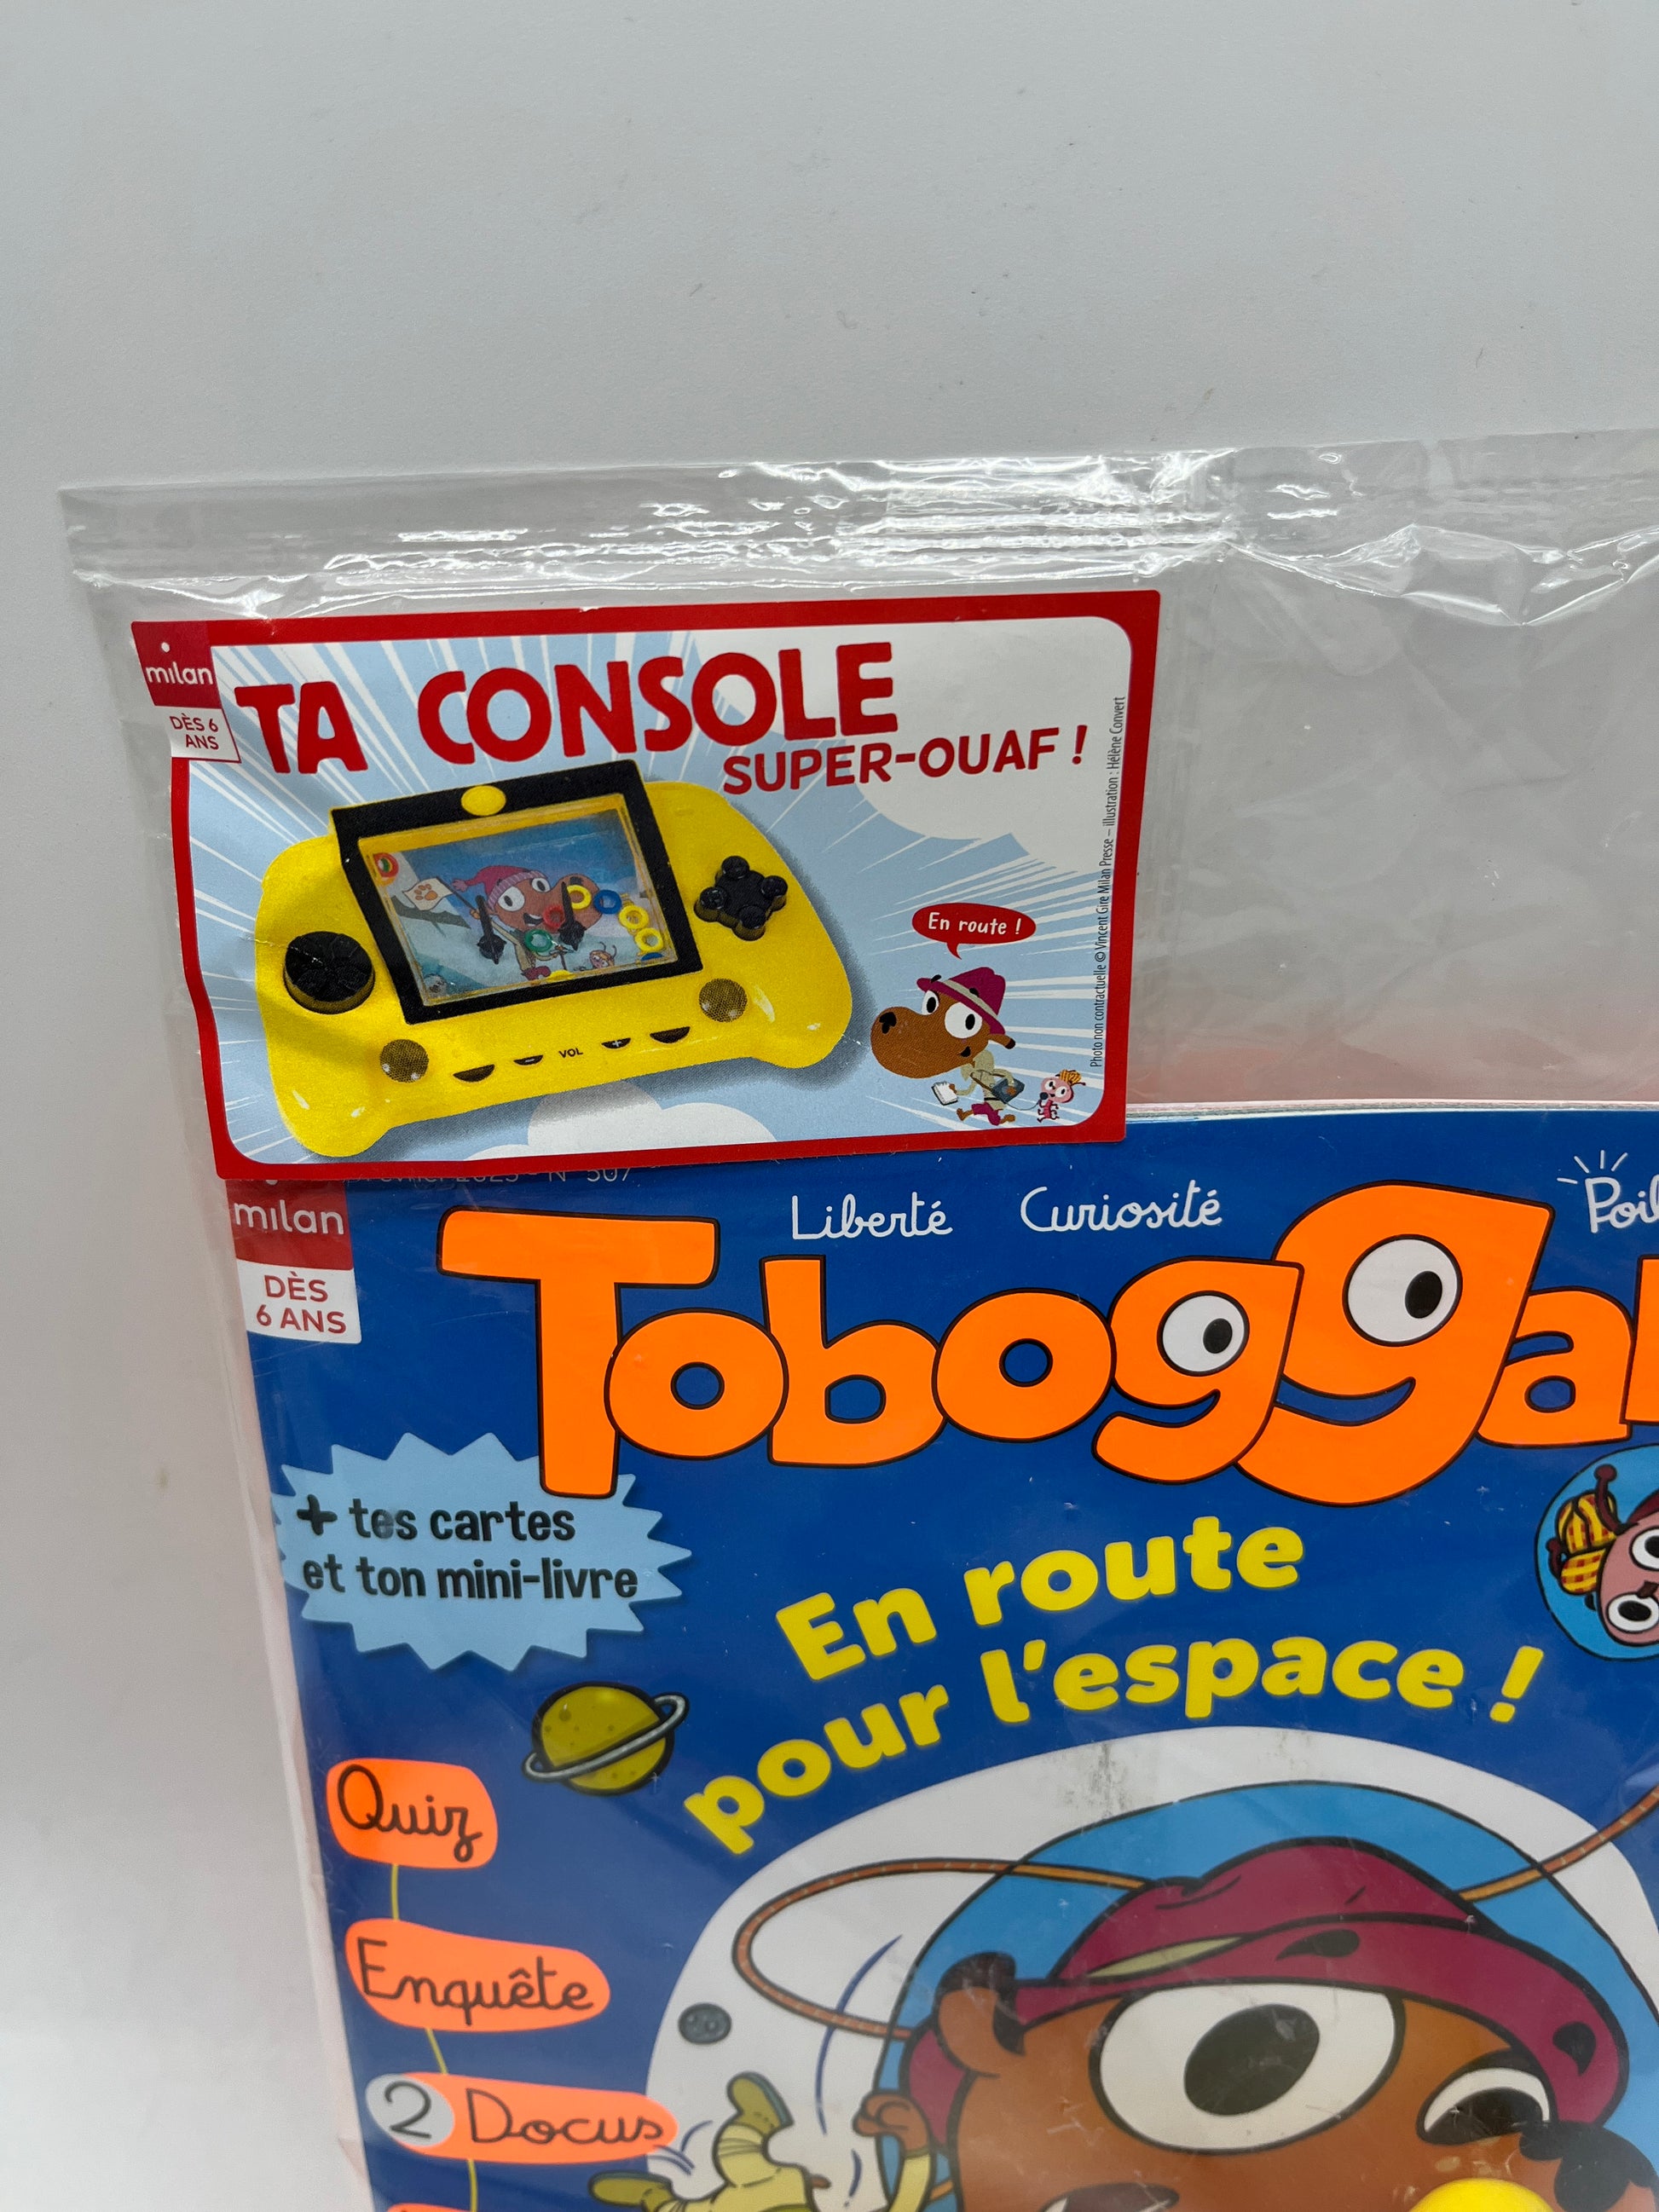 milan
DÈS 6
ANS
TA CONSOLE
SUPER-OUAF !
En route !
VOL
Photo non contractuelle © Vincent Gire Milan Presse – illustration : Hélène Convert
N° 507
milan
DÈS
6 ANS
Liberté Curiosité
Tobogga
+ tes cartes
et ton mini-livre
En route
pour l'espace !
Quiz
Enquête
2 Docus